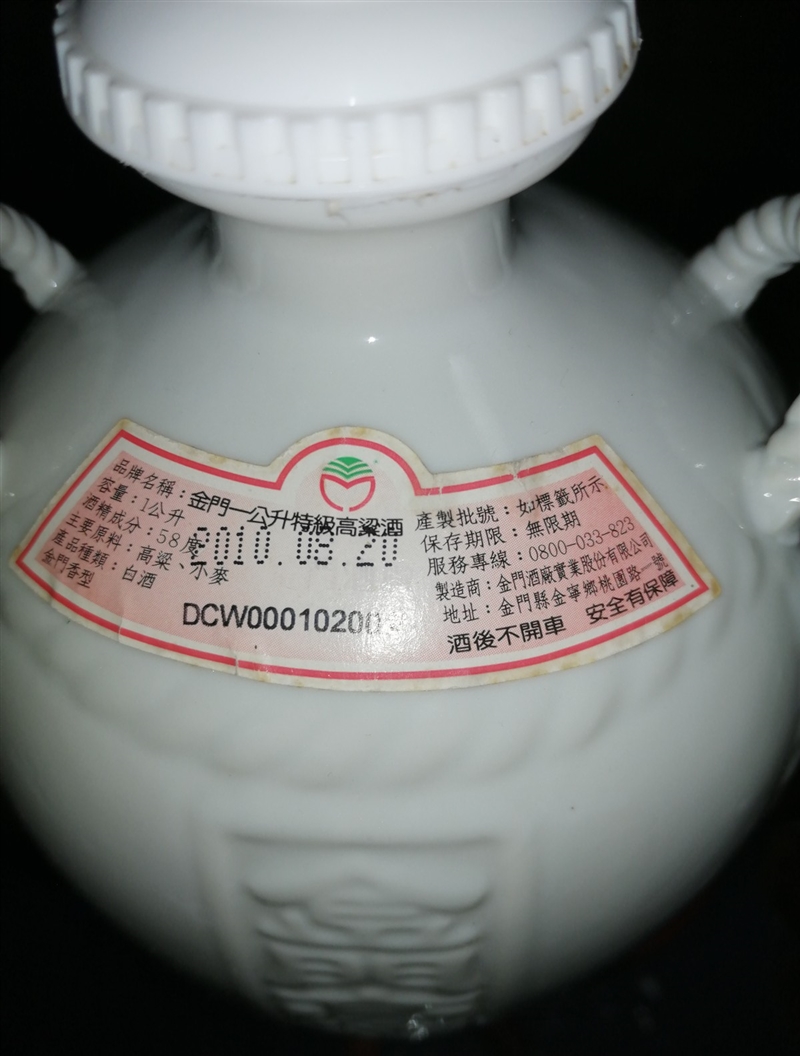 品牌名稱：金門一公升特級高粱酒
容量：1公升
酒精成分：58度
主要原料：高粱、小麥
產品種類：白酒
金門香型
2010.08.20
DCW00010200
產製批號：如標籤所示
保存期限：無限期
服務專線：0800-033-823
製造商：金門酒廠實業股份有限公司
地址：金門縣金寧鄉桃園路一號
酒後不開車 安全有保障